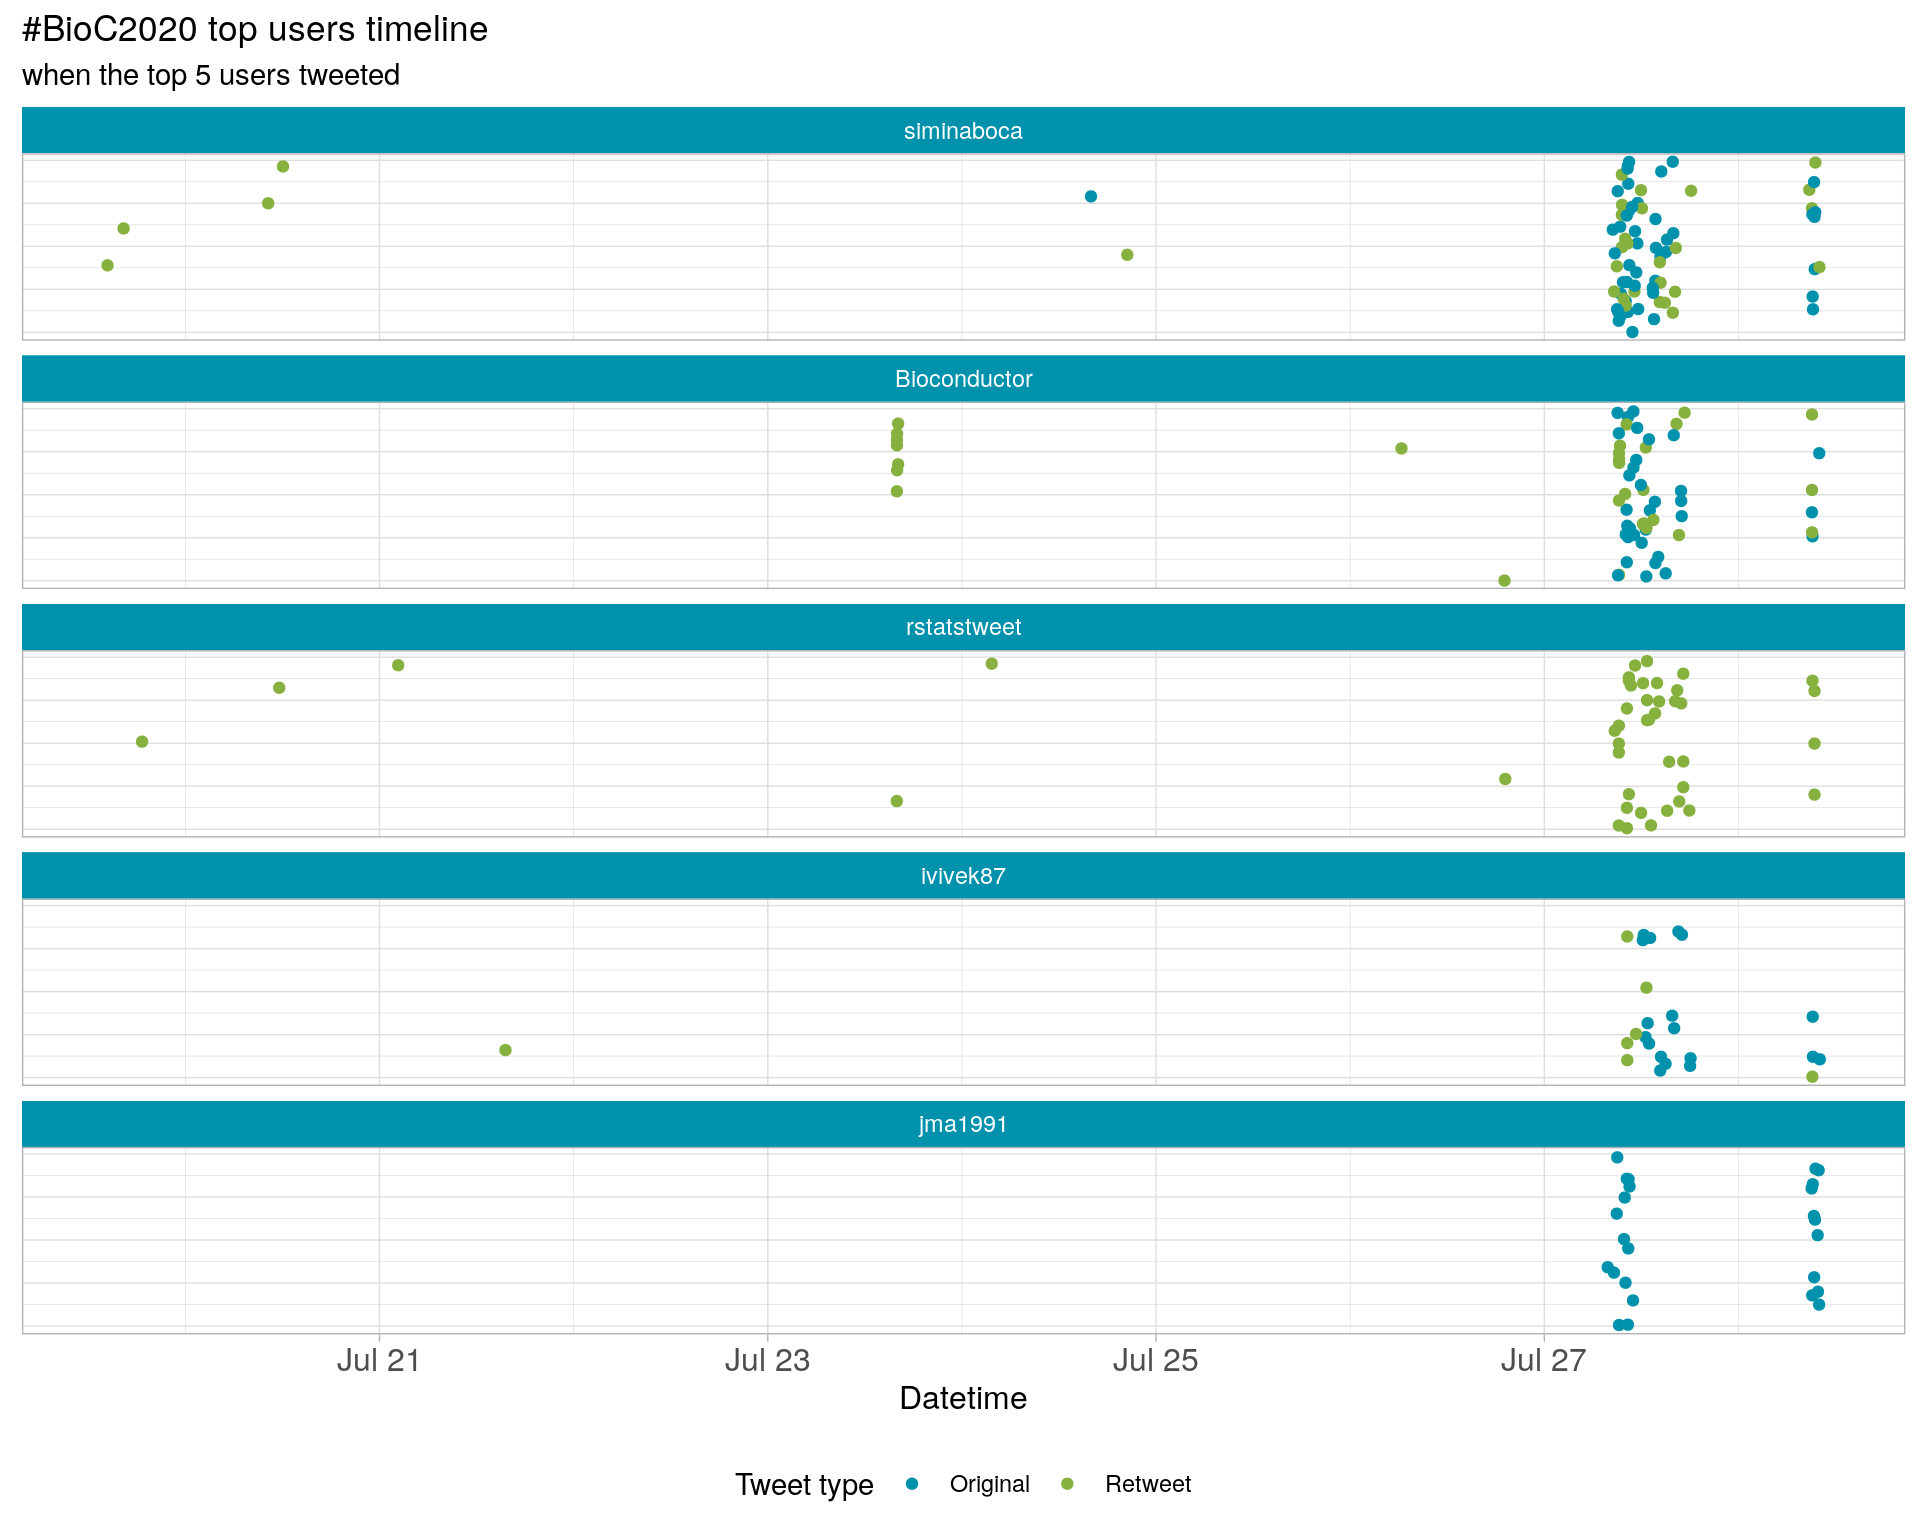 #BioC2020 top users timeline
when the top 5 users tweeted
siminaboca
Bioconductor
rstatstweet
ivivek87
jma1991
Jul 21 Jul 23 Jul 25 Jul 27
Datetime
Tweet type Original Retweet